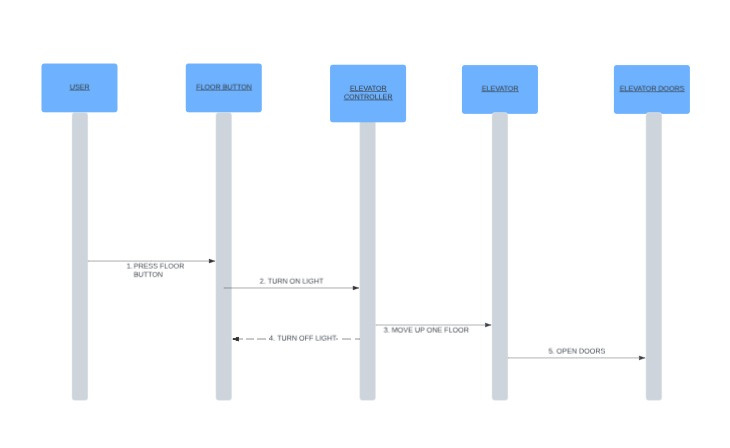 USER
FLOOR BUTTON
ELEVATOR
CONTROLLER
ELEVATOR
ELEVATOR DOORS
1. PRESS FLOOR
BUTTON
2. TURN ON LIGHT
3. MOVE UP ONE FLOOR
4. TURN OFF LIGHT
5. OPEN DOORS